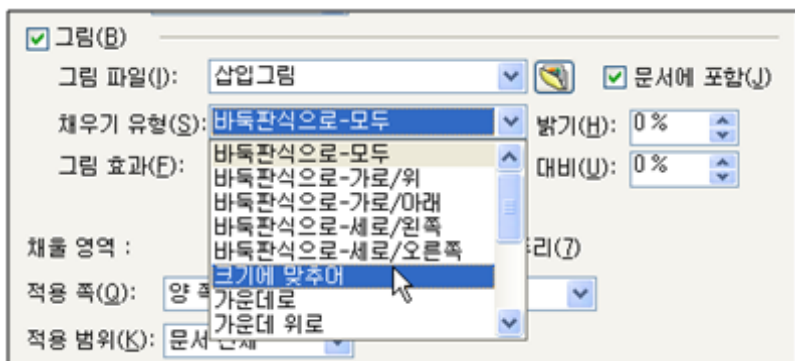 그림(B)
그림 파일(I): 삽입그림 문서에 포함(J)
채우기 유형(S): 바둑판식으로-모두 밝기(H): 0 %
그림 효과(F): 대비(U): 0 %
바둑판식으로-모두
바둑판식으로-가로/위
바둑판식으로-가로/아래
바둑판식으로-세로/왼쪽
바둑판식으로-세로/오른쪽
크기에 맞추어
가운데로
가운데 위로
채울 영역 : 리(7)
적용 쪽(O): 양
적용 범위(K): 문서